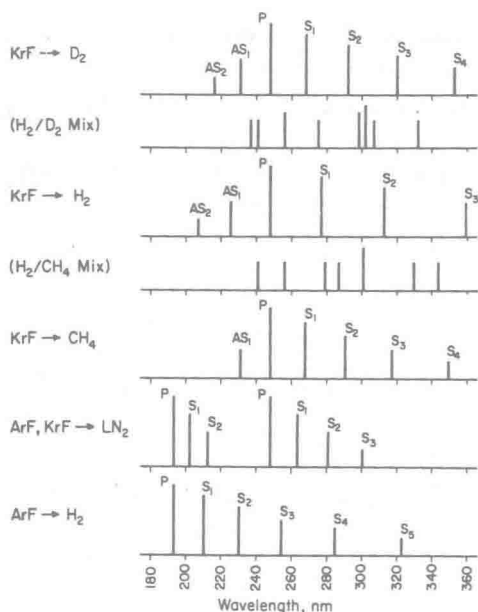 KrF --→ D₂ AS₂ AS₁ P S₁ S₂ S₃ S₄
(H₂/D₂ Mix)
KrF → H₂ AS₂ AS₁ P S₁ S₂ S₃
(H₂/CH₄ Mix)
KrF → CH₄ AS₁ P S₁ S₂ S₃ S₄
ArF, KrF → LN₂ P S₁ S₂ P S₁ S₂ S₃
ArF → H₂ P S₁ S₂ S₃ S₄ S₅
180 200 220 240 260 280 300 320 340 360
Wavelength, nm